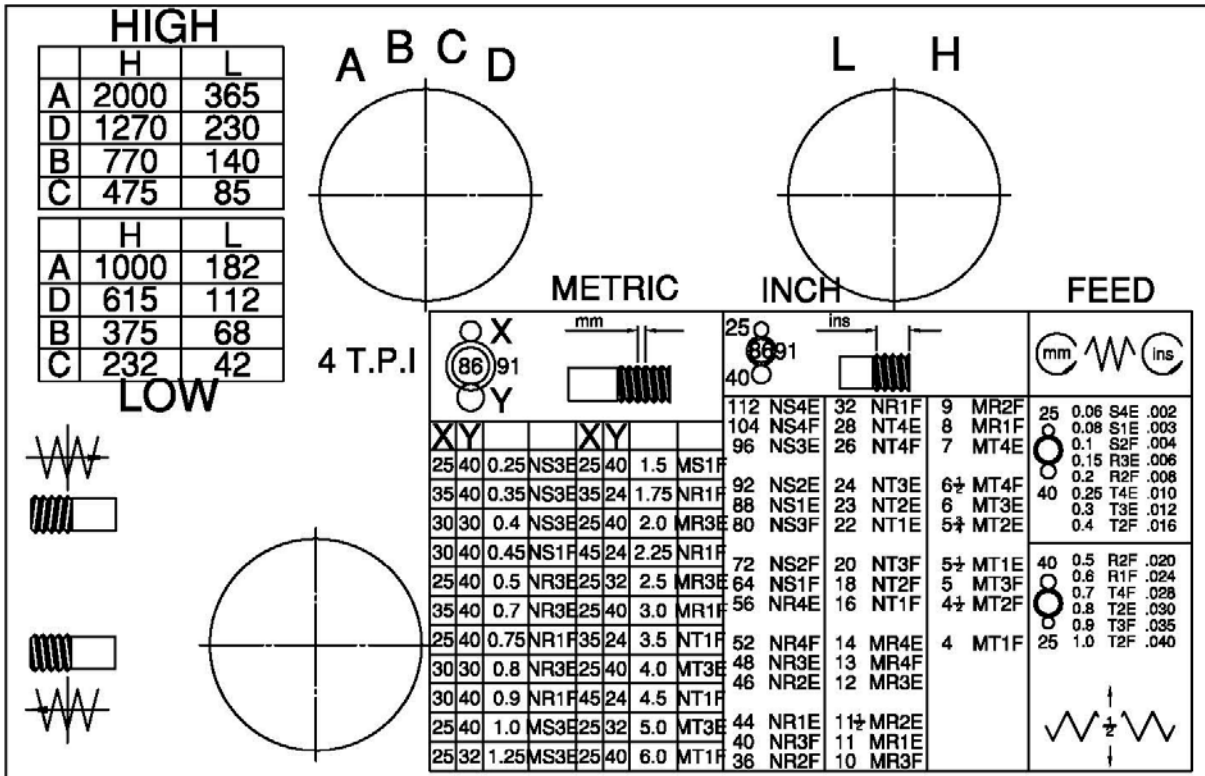 HIGH
H L
A 2000 365
D 1270 230
B 770 140
C 475 85
H L
A 1000 182
D 615 112
B 375 68
C 232 42
LOW
A B C D
L H
4 T.P.I
METRIC
X
86 91
Y
mm
X Y X Y
25 40 0.25 NS3E 25 40 1.5 MS1F
35 40 0.35 NS3E 35 24 1.75 NR1F
30 30 0.4 NS3E 25 40 2.0 MR3E
30 40 0.45 NS1F 45 24 2.25 NR1F
25 40 0.5 NR3E 25 32 2.5 MR3E
35 40 0.7 NR3E 25 40 3.0 MR1F
25 40 0.75 NR1F 35 24 3.5 NT1F
30 30 0.8 NR3E 25 40 4.0 MT3E
30 40 0.9 NR1F 45 24 4.5 NT1F
25 40 1.0 MS3E 25 32 5.0 MT3E
25 32 1.25 MS3E 25 40 6.0 MT1F
INCH
25
86 91
40
ins
112 NS4E 32 NR1F 9 MR2F
104 NS4F 28 NT4E 8 MR1F
96 NS3E 26 NT4F 7 MT4E
92 NS2E 24 NT3E 6½ MT4F
88 NS1E 23 NT2E 6 MT3E
80 NS3F 22 NT1E 5¾ MT2E
72 NS2F 20 NT3F 5½ MT1E
64 NS1F 18 NT2F 5 MT3F
56 NR4E 16 NT1F 4½ MT2F
52 NR4F 14 MR4E 4 MT1F
48 NR3E 13 MR4F
46 NR2E 12 MR3E
44 NR1E 11½ MR2E
40 NR3F 11 MR1E
36 NR2F 10 MR3F
FEED
mm ins
25 0.06 S4E .002
0.08 S1E .003
0.1 S2F .004
0.15 R3E .006
0.2 R2F .008
40 0.25 T4E .010
0.3 T3E .012
0.4 T2F .016
40 0.5 R2F .020
0.6 R1F .024
0.7 T4F .028
0.8 T2E .030
0.9 T3F .035
25 1.0 T2F .040
½